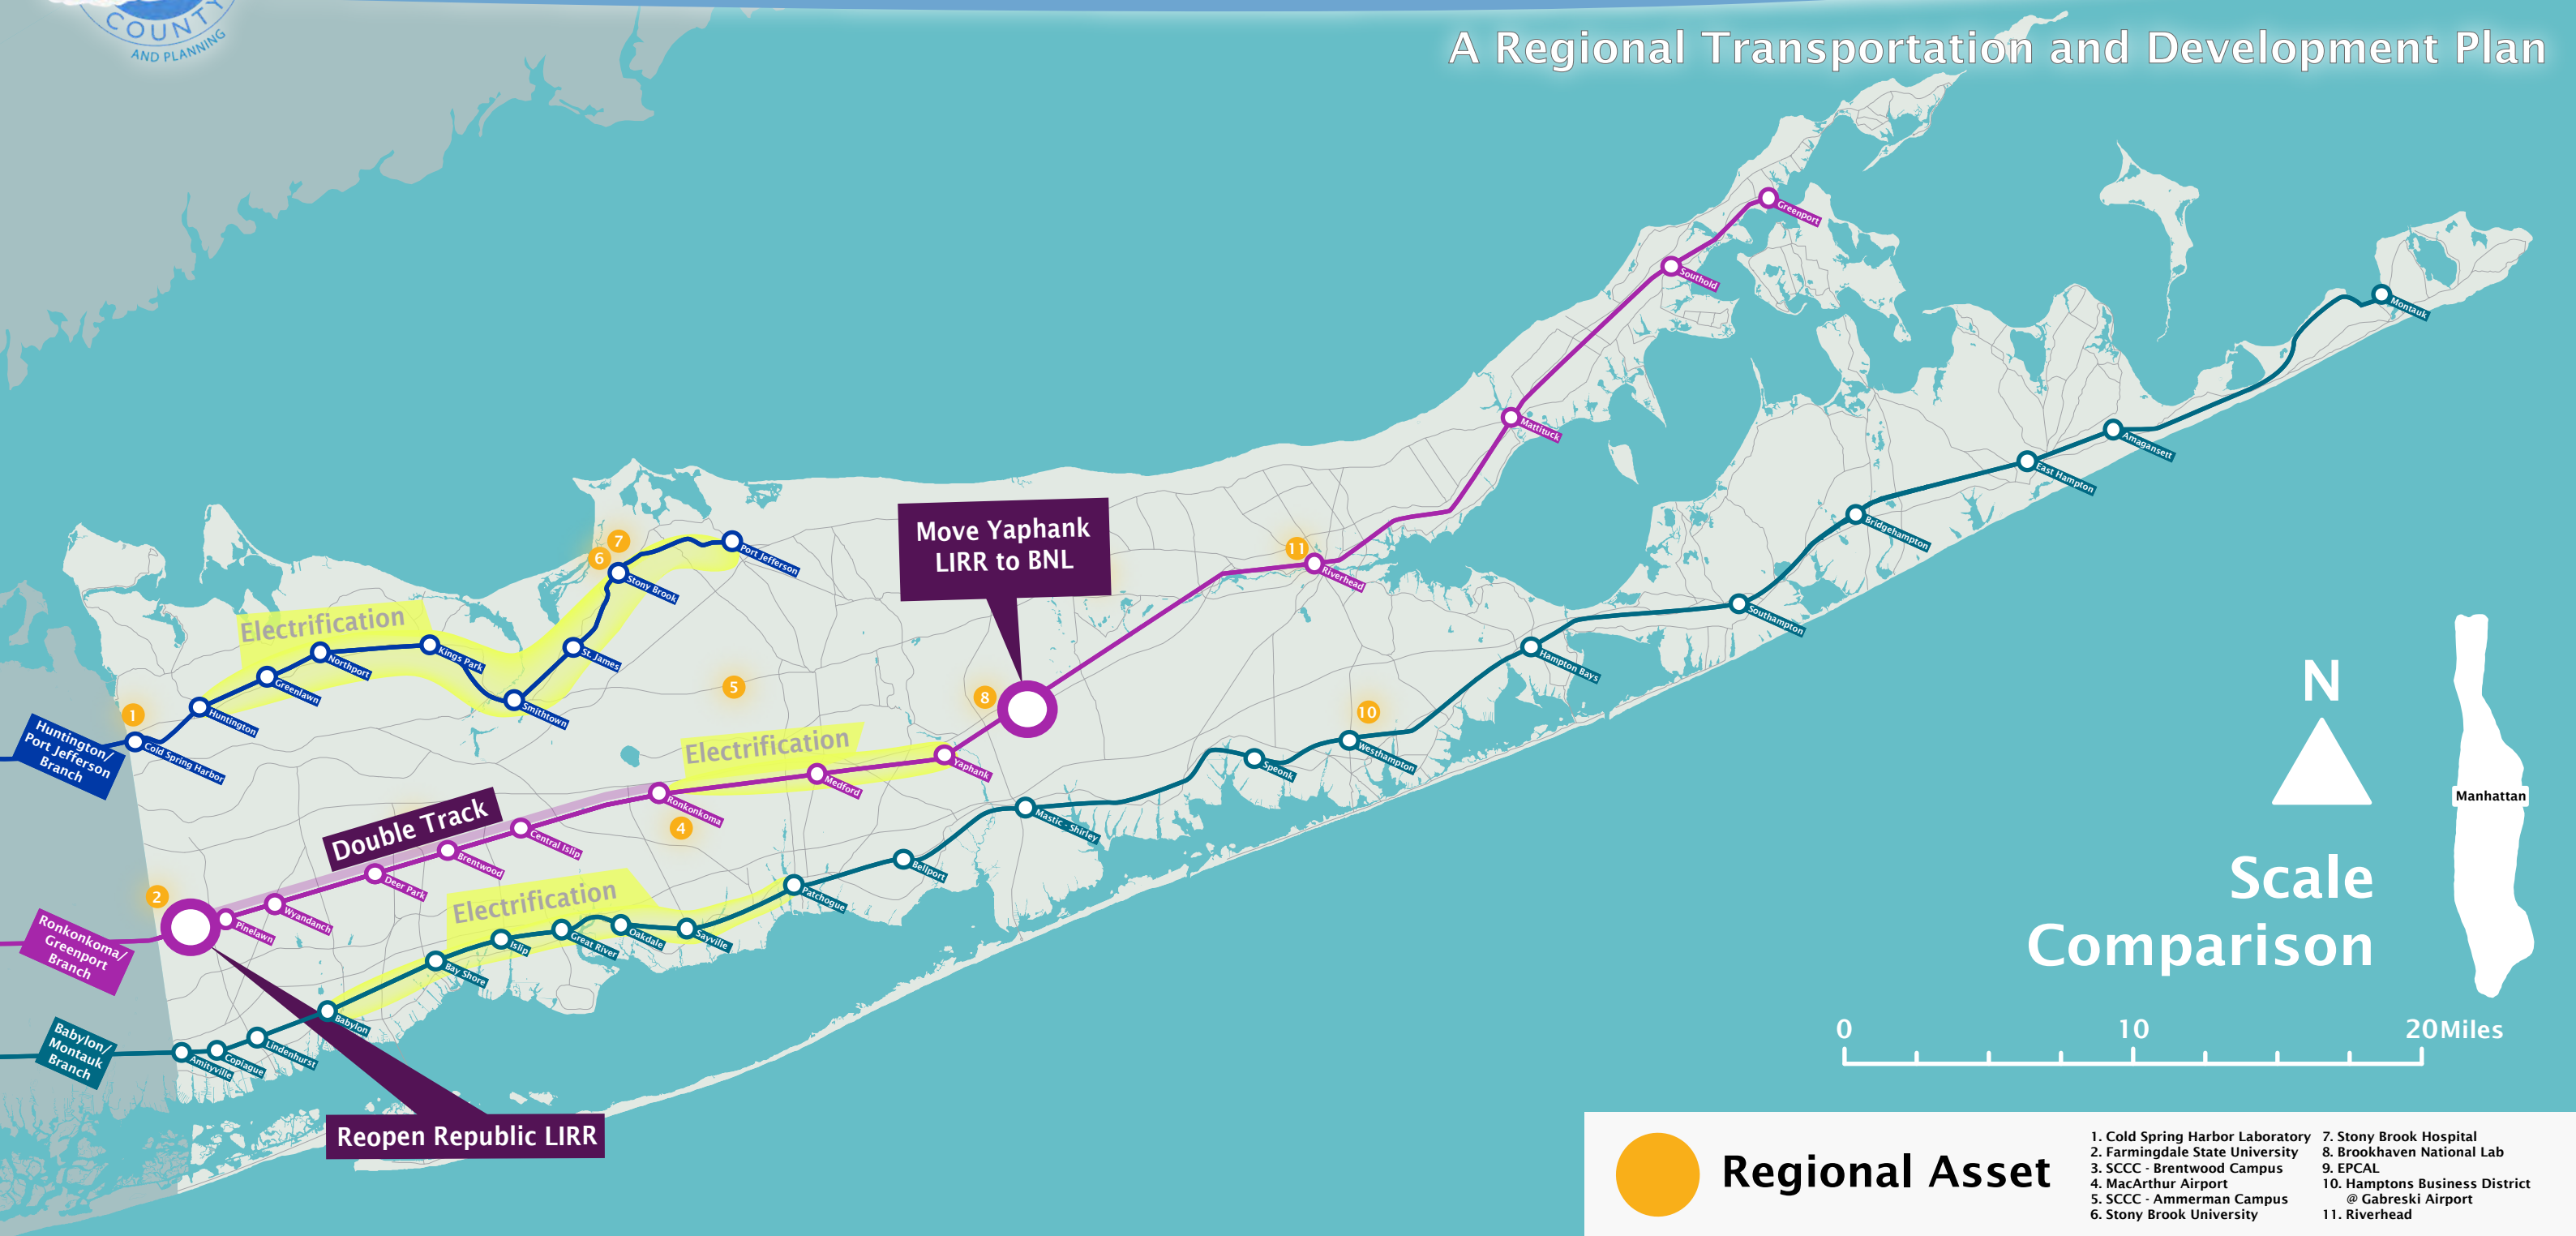 COUNTY
AND PLANNING
A Regional Transportation and Development Plan
Greenport
Southold
Montauk
Mattituck
Amagansett
East Hampton
Move Yaphank
LIRR to BNL
Bridgehampton
7
6
Port Jefferson
Stony Brook
11
Riverhead
Southampton
Electrification
Northport
Kings Park
St. James
Hampton Bays
Greenlawn
Smithtown
5
8
10
1
Huntington
Huntington/
Port Jefferson
Branch
Cold Spring Harbor
Electrification
Yaphank
Medford
Speonk
Westhampton
N
Manhattan
Double Track
Ronkonkoma
4
Central Islip
Brentwood
Deer Park
Mastic - Shirley
Bellport
Patchogue
Electrification
2
Wyandanch
Pinelawn
Ronkonkoma/
Greenport
Branch
Islip
Great River
Oakdale
Sayville
Bay Shore
Scale
Comparison
Babylon
Babylon/
Montauk
Branch
Amityville
Copiague
Lindenhurst
0 10 20Miles
Reopen Republic LIRR
Regional Asset
1. Cold Spring Harbor Laboratory
2. Farmingdale State University
3. SCCC - Brentwood Campus
4. MacArthur Airport
5. SCCC - Ammerman Campus
6. Stony Brook University
7. Stony Brook Hospital
8. Brookhaven National Lab
9. EPCAL
10. Hamptons Business District
@ Gabreski Airport
11. Riverhead